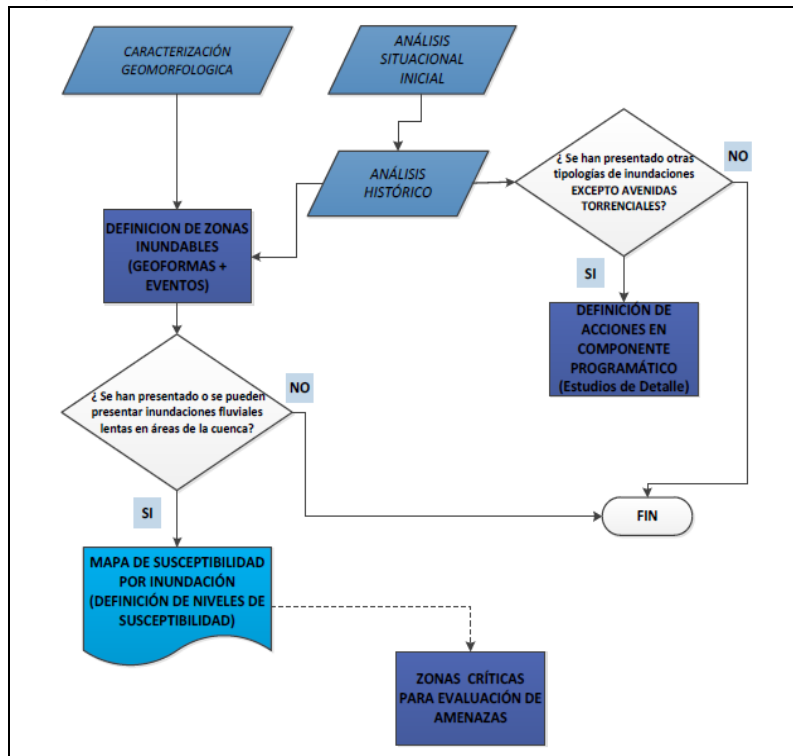 CARACTERIZACIÓN
GEOMORFOLOGICA
ANÁLISIS
SITUACIONAL
INICIAL
ANÁLISIS
HISTÓRICO
¿ Se han presentado otras
tipologías de inundaciones
EXCEPTO AVENIDAS
TORRENCIALES?
NO
DEFINICION DE ZONAS
INUNDABLES
(GEOFORMAS +
EVENTOS)
SI
DEFINICIÓN DE
ACCIONES EN
COMPONENTE
PROGRAMÁTICO
(Estudios de Detalle)
¿ Se han presentado o se pueden
presentar inundaciones fluviales
lentas en áreas de la cuenca?
NO
SI
FIN
MAPA DE SUSCEPTIBILIDAD
POR INUNDACIÓN
(DEFINICIÓN DE NIVELES DE
SUSCEPTIBILIDAD)
ZONAS CRÍTICAS
PARA EVALUACIÓN DE
AMENAZAS